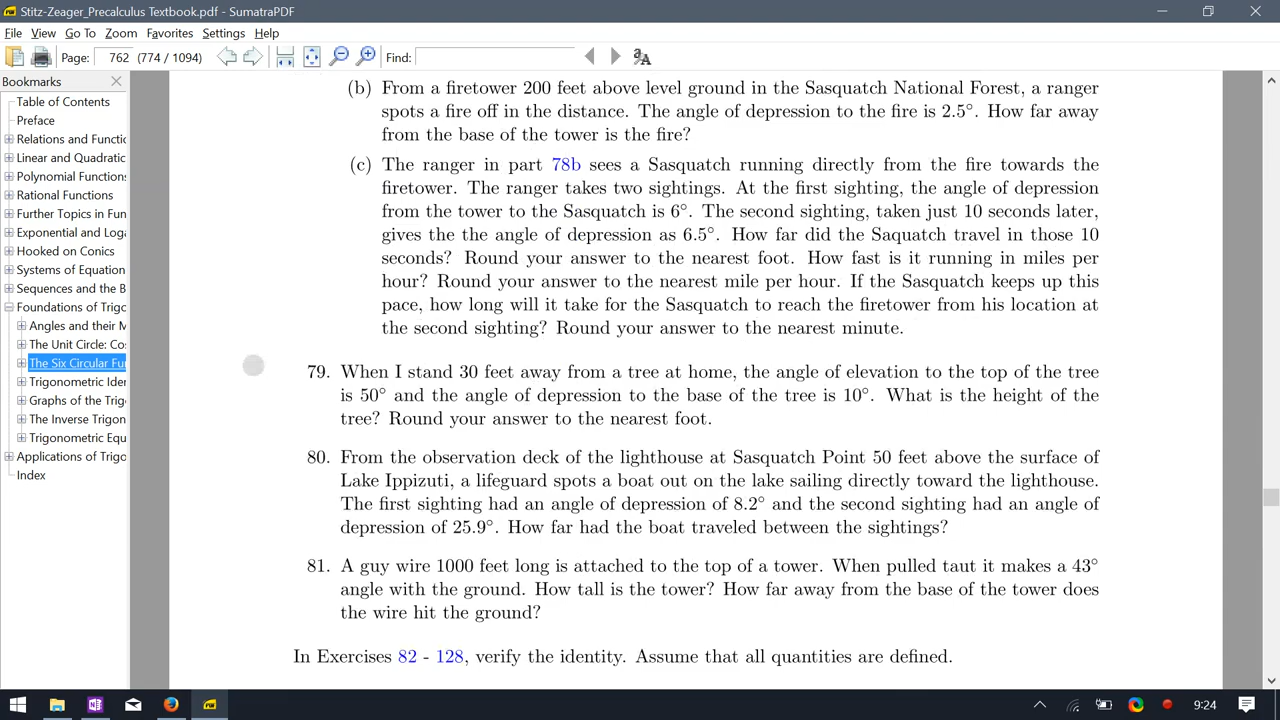 Stitz-Zeager_Precalculus Textbook.pdf - SumatraPDF
File View Go To Zoom Favorites Settings Help
Page: 762 (774 / 1094) Find:
Bookmarks
Table of Contents
Preface
Relations and Functic
Linear and Quadratic
Polynomial Functions
Rational Functions
Further Topics in Fun
Exponential and Loga
Hooked on Conics
Systems of Equation
Sequences and the B
Foundations of Trigo
Angles and their M
The Unit Circle: Co
The Six Circular Fu
Trigonometric Ider
Graphs of the Trig
The Inverse Trigon
Trigonometric Equ
Applications of Trigo
Index
(b) From a firetower 200 feet above level ground in the Sasquatch National Forest, a ranger
spots a fire off in the distance. The angle of depression to the fire is 2.5°. How far away
from the base of the tower is the fire?
(c) The ranger in part 78b sees a Sasquatch running directly from the fire towards the
firetower. The ranger takes two sightings. At the first sighting, the angle of depression
from the tower to the Sasquatch is 6°. The second sighting, taken just 10 seconds later,
gives the the angle of depression as 6.5°. How far did the Saquatch travel in those 10
seconds? Round your answer to the nearest foot. How fast is it running in miles per
hour? Round your answer to the nearest mile per hour. If the Sasquatch keeps up this
pace, how long will it take for the Sasquatch to reach the firetower from his location at
the second sighting? Round your answer to the nearest minute.
79. When I stand 30 feet away from a tree at home, the angle of elevation to the top of the tree
is 50° and the angle of depression to the base of the tree is 10°. What is the height of the
tree? Round your answer to the nearest foot.
80. From the observation deck of the lighthouse at Sasquatch Point 50 feet above the surface of
Lake Ippizuti, a lifeguard spots a boat out on the lake sailing directly toward the lighthouse.
The first sighting had an angle of depression of 8.2° and the second sighting had an angle of
depression of 25.9°. How far had the boat traveled between the sightings?
81. A guy wire 1000 feet long is attached to the top of a tower. When pulled taut it makes a 43°
angle with the ground. How tall is the tower? How far away from the base of the tower does
the wire hit the ground?
In Exercises 82 - 128, verify the identity. Assume that all quantities are defined.
9:24